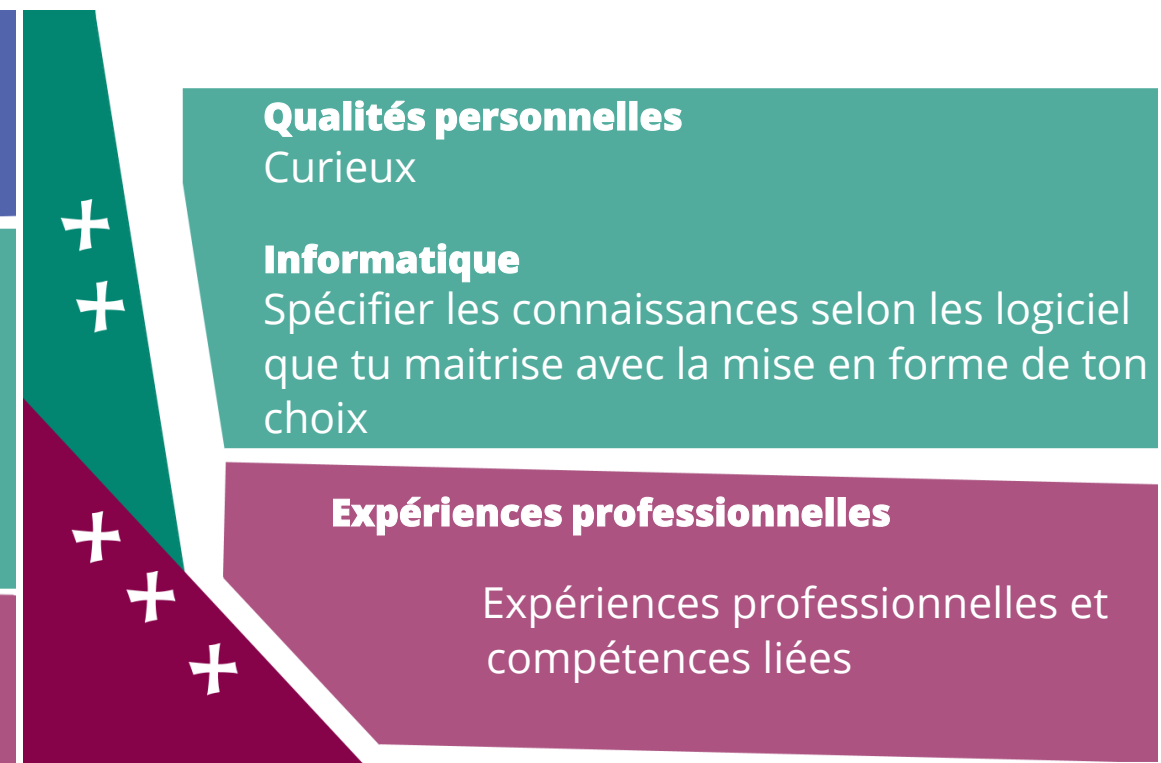 Qualités personnelles
Curieux
Informatique
Spécifier les connaissances selon les logiciel
que tu maitrise avec la mise en forme de ton
choix
Expériences professionnelles
Expériences professionnelles et
compétences liées